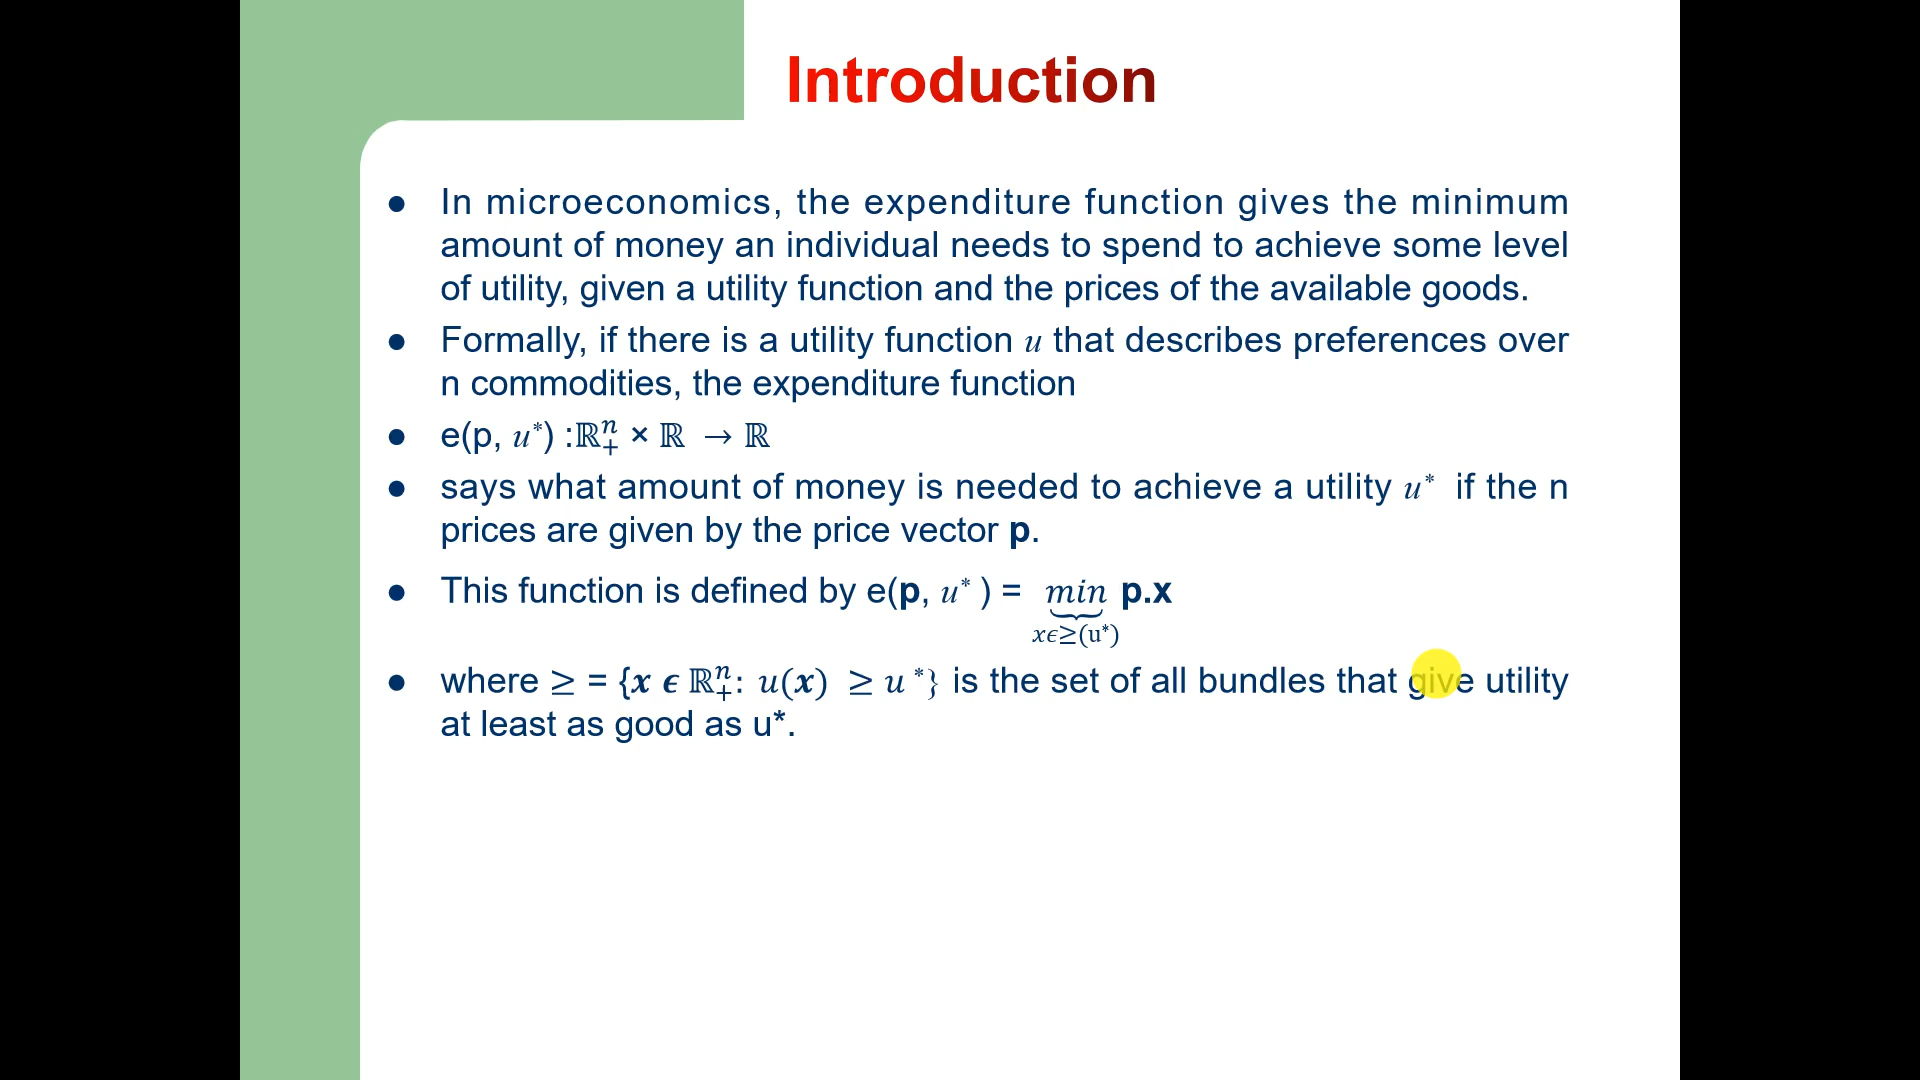 Introduction
● In microeconomics, the expenditure function gives the minimum
amount of money an individual needs to spend to achieve some level
of utility, given a utility function and the prices of the available goods.
● Formally, if there is a utility function u that describes preferences over
n commodities, the expenditure function
● e(p, u*) :ℝⁿ₊ × ℝ → ℝ
● says what amount of money is needed to achieve a utility u* if the n
prices are given by the price vector p.
● This function is defined by e(p, u* ) = min p.x
xϵ≥(u*)
● where ≥ = {x ϵ ℝⁿ₊: u(x) ≥ u *} is the set of all bundles that give utility
at least as good as u*.